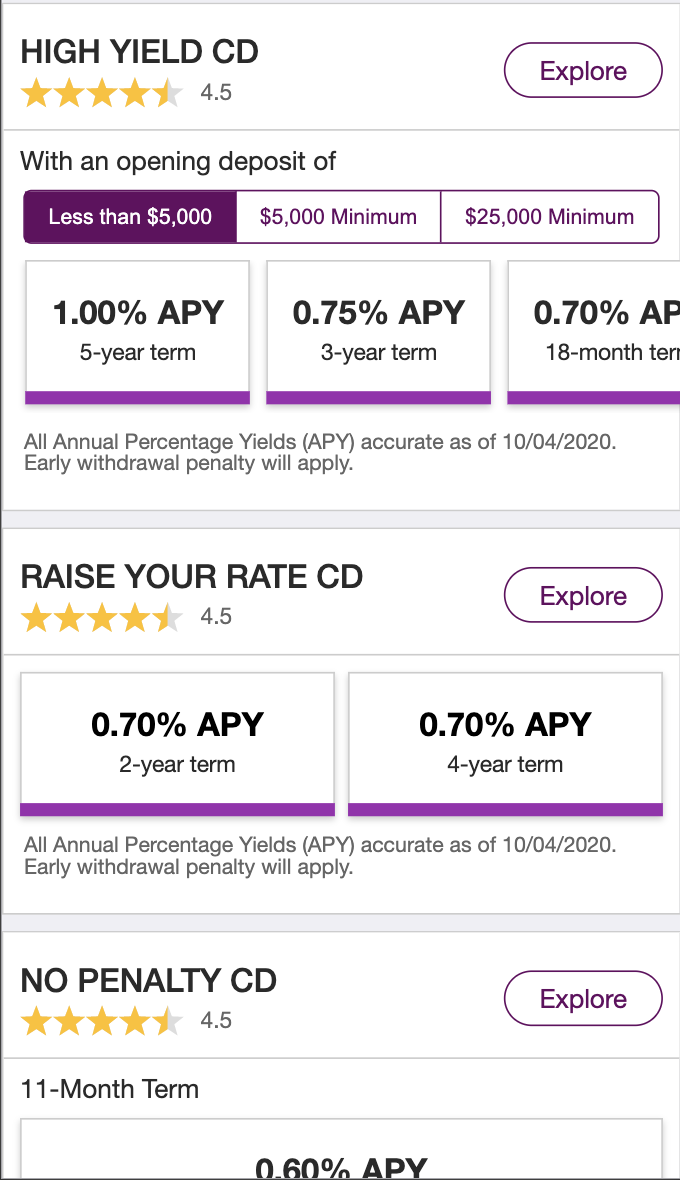 HIGH YIELD CD
Explore
4.5
With an opening deposit of
Less than $5,000
$5,000 Minimum
$25,000 Minimum
1.00% APY
5-year term
0.75% APY
3-year term
0.70% AP
18-month ter
All Annual Percentage Yields (APY) accurate as of 10/04/2020.
Early withdrawal penalty will apply.
RAISE YOUR RATE CD
Explore
4.5
0.70% APY
2-year term
0.70% APY
4-year term
All Annual Percentage Yields (APY) accurate as of 10/04/2020.
Early withdrawal penalty will apply.
NO PENALTY CD
Explore
4.5
11-Month Term
0.60% APY